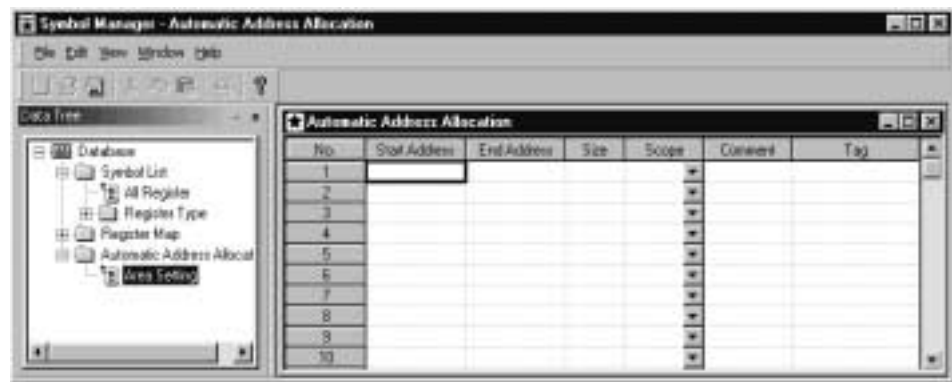 Symbol Manager - Automatic Address Allocation
File Edit View Window Help
Data Tree
Database
Symbol List
All Register
Register Type
Register Map
Automatic Address Allocat
Area Setting
Automatic Address Allocation
No. Start Address End Address Size Scope Comment Tag
1
2
3
4
5
6
7
8
9
10